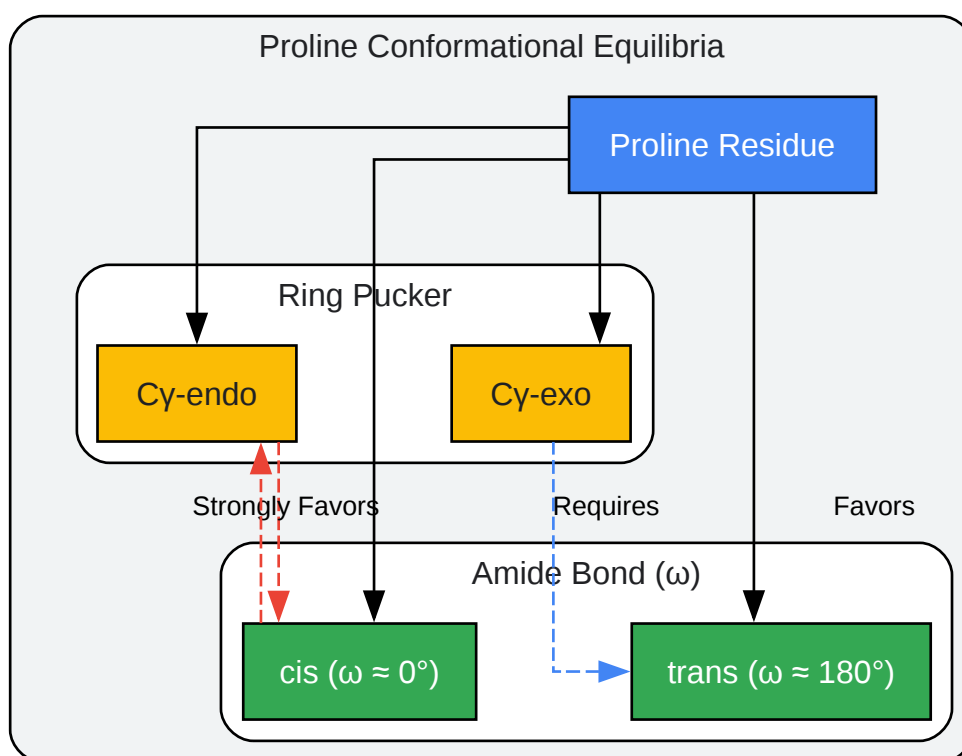 Proline Conformational Equilibria
Proline Residue
Ring Pucker
Cγ-endo
Cγ-exo
Strongly Favors
Requires
Favors
Amide Bond (ω)
cis (ω ≈ 0°)
trans (ω ≈ 180°)